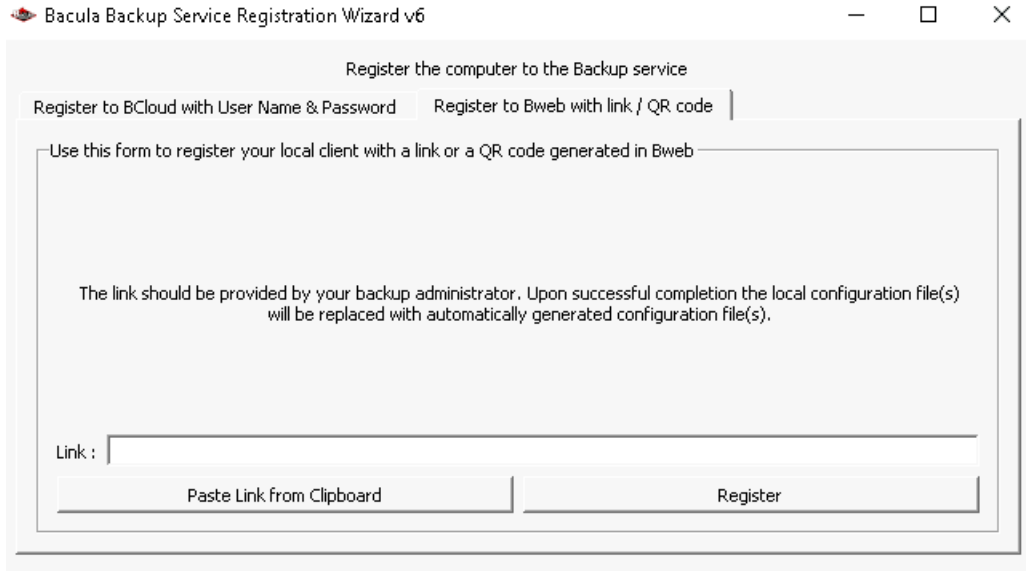 Bacula Backup Service Registration Wizard v6
Register the computer to the Backup service
Register to BCloud with User Name & Password
Register to Bweb with link / QR code
Use this form to register your local client with a link or a QR code generated in Bweb
The link should be provided by your backup administrator. Upon successful completion the local configuration file(s)
will be replaced with automatically generated configuration file(s).
Link :
Paste Link from Clipboard
Register